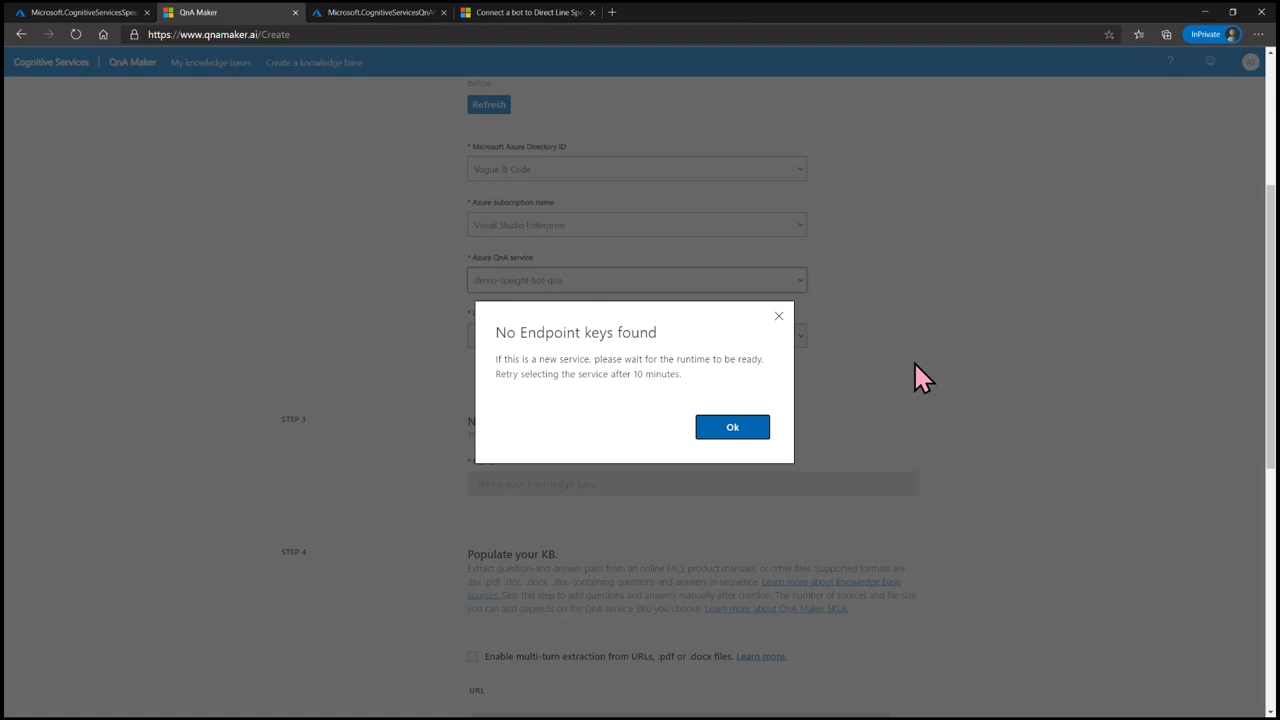 Microsoft.CognitiveServicesSpee
QnA Maker
Microsoft.CognitiveServicesQnA
Connect a bot to Direct Line Spe
https://www.qnamaker.ai/Create
InPrivate
Cognitive Services
QnA Maker
My knowledge bases
Create a knowledge base
?
AS
below
Refresh
* Microsoft Azure Directory ID
Vogue & Code
* Azure subscription name
Visual Studio Enterprise
* Azure QnA service
demo-speight-bot-qna
No Endpoint keys found
If this is a new service, please wait for the runtime to be ready.
Retry selecting the service after 10 minutes.
Ok
STEP 3
Name your knowledge base
STEP 4
Populate your KB.
Extract question-and-answer pairs from an online FAQ, product manuals, or other files. Supported formats are
.tsv, .pdf, .doc, .docx, .xlsx, containing questions and answers in sequence. Learn more about knowledge base
sources. Skip this step to add questions and answers manually after creation. The number of sources and file size
you can add depends on the QnA service SKU you choose. Learn more about QnA Maker SKUs.
Enable multi-turn extraction from URLs, .pdf or .docx files. Learn more.
URL